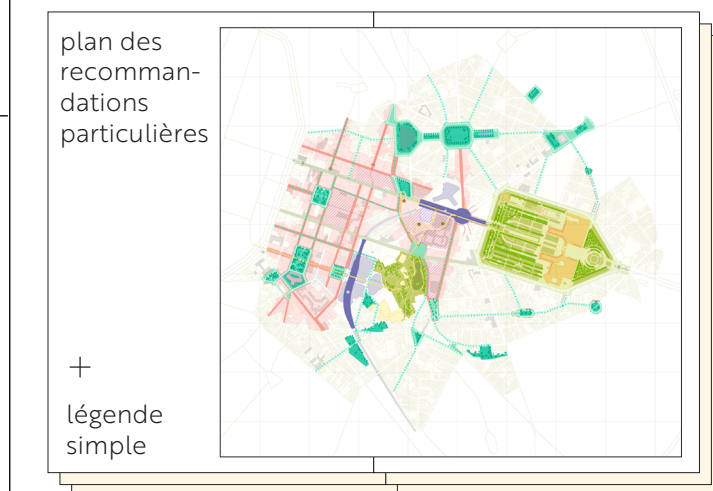 plan des
recomman-
dations
particulières
+
légende
simple